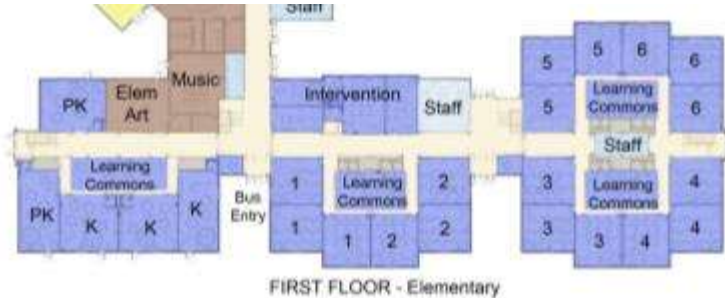 Staff
5
6
5
6
Music
PK
Elem
Art
Intervention
Staff
5
Learning
Commons
6
Staff
Learning
Commons
PK
K
K
K
Bus
Entry
1
Learning
Commons
2
1
1
2
2
3
Learning
Commons
4
3
3
4
4
FIRST FLOOR - Elementary